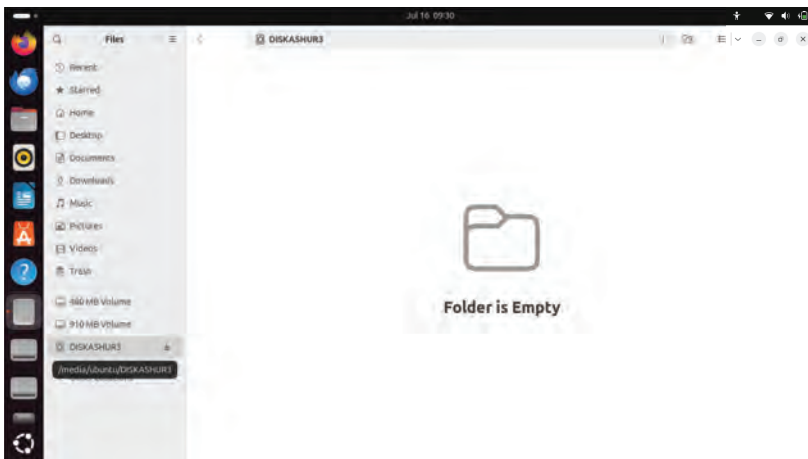 Jul 16 09:30
Files
DISKASHUR3
Recent
Starred
Home
Desktop
Documents
Downloads
Music
Pictures
Videos
Trash
460 MB Volume
910 MB Volume
DISKASHUR3
/media/ubuntu/DISKASHUR3
Folder is Empty